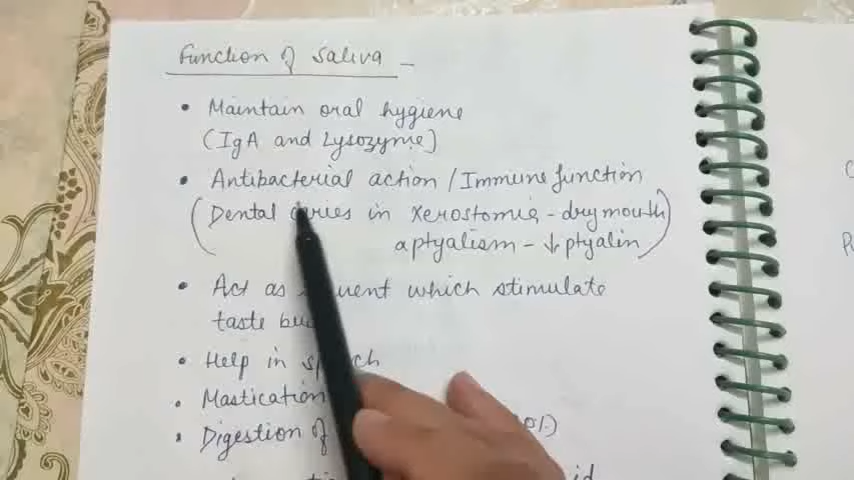 Function of Saliva -
• Maintain oral hygiene
(IgA and Lysozyme)
• Antibacterial action / Immune function
(Dental in Xerostomia - dry mouth
aptyalism - ↓ ptyalin)
• Act as which stimulate
taste
• Help in
• Mastication
• Digestion of